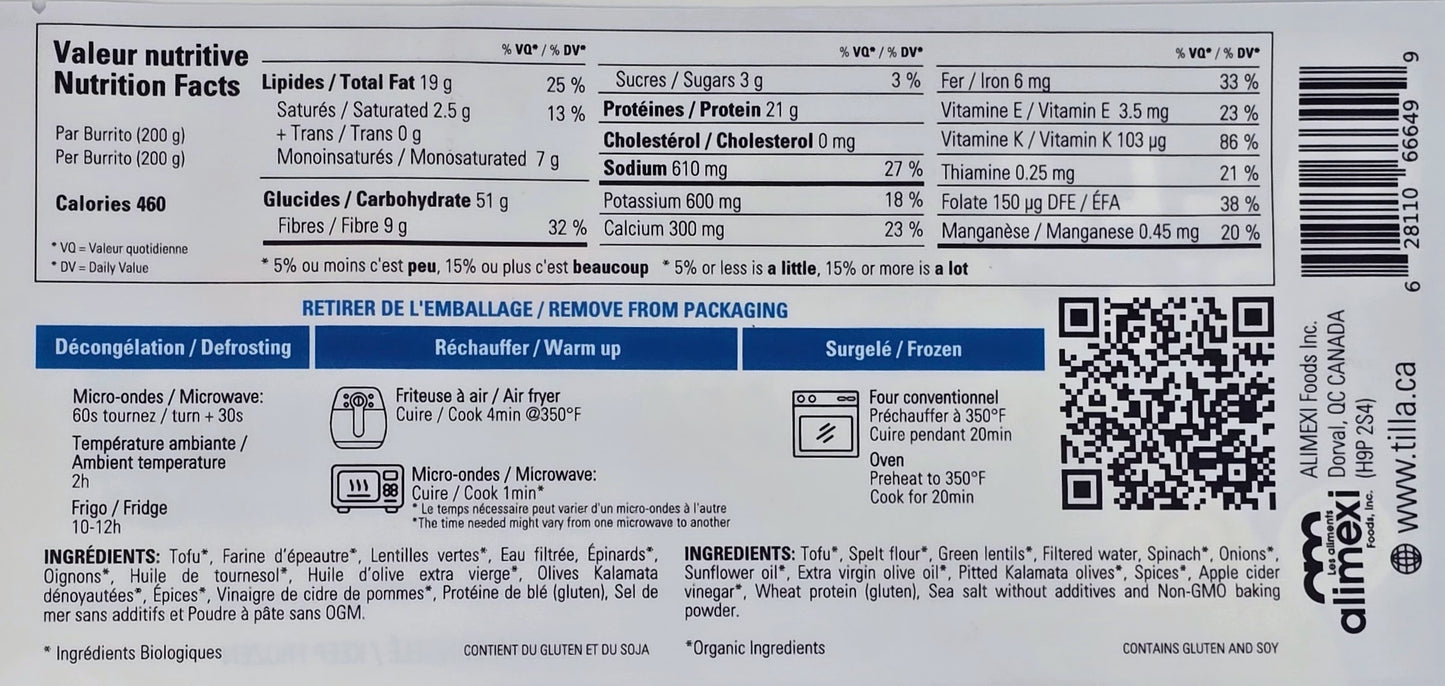 Valeur nutritive
Nutrition Facts
Par Burrito (200 g)
Per Burrito (200 g)
Calories 460
* VQ = Valeur quotidienne
* DV = Daily Value
% VQ* / % DV*
Lipides / Total Fat 19 g 25 %
Saturés / Saturated 2.5 g 13 %
+ Trans / Trans 0 g
Monoinsaturés / Monosaturated 7 g
Glucides / Carbohydrate 51 g
Fibres / Fibre 9 g 32 %
% VQ* / % DV*
Sucres / Sugars 3 g 3 %
Protéines / Protein 21 g
Cholestérol / Cholesterol 0 mg
Sodium 610 mg 27 %
Potassium 600 mg 18 %
Calcium 300 mg 23 %
% VQ* / % DV*
Fer / Iron 6 mg 33 %
Vitamine E / Vitamin E 3.5 mg 23 %
Vitamine K / Vitamin K 103 µg 86 %
Thiamine 0.25 mg 21 %
Folate 150 µg DFE / ÉFA 38 %
Manganèse / Manganese 0.45 mg 20 %
* 5% ou moins c'est peu, 15% ou plus c'est beaucoup * 5% or less is a little, 15% or more is a lot
RETIRER DE L'EMBALLAGE / REMOVE FROM PACKAGING
Décongélation / Defrosting
Micro-ondes / Microwave:
60s tournez / turn + 30s
Température ambiante /
Ambient temperature
2h
Frigo / Fridge
10-12h
Réchauffer / Warm up
Friteuse à air / Air fryer
Cuire / Cook 4min @350°F
Micro-ondes / Microwave:
Cuire / Cook 1min*
* Le temps nécessaire peut varier d'un micro-ondes à l'autre
*The time needed might vary from one microwave to another
Surgelé / Frozen
Four conventionnel
Préchauffer à 350°F
Cuire pendant 20min
Oven
Preheat to 350°F
Cook for 20min
INGRÉDIENTS: Tofu*, Farine d'épeautre*, Lentilles vertes*, Eau filtrée, Épinards*,
Oignons*, Huile de tournesol*, Huile d'olive extra vierge*, Olives Kalamata
dénoyautées*, Épices*, Vinaigre de cidre de pommes*, Protéine de blé (gluten), Sel de
mer sans additifs et Poudre à pâte sans OGM.
* Ingrédients Biologiques
CONTIENT DU GLUTEN ET DU SOJA
INGREDIENTS: Tofu*, Spelt flour*, Green lentils*, Filtered water, Spinach*, Onions*,
Sunflower oil*, Extra virgin olive oil*, Pitted Kalamata olives*, Spices*, Apple cider
vinegar*, Wheat protein (gluten), Sea salt without additives and Non-GMO baking
powder.
*Organic Ingredients
CONTAINS GLUTEN AND SOY
6 28110 66649 9
Les aliments
alimexi
Foods, Inc.
ALIMEXI Foods Inc.
Dorval, QC CANADA
(H9P 2S4)
www.tilla.ca